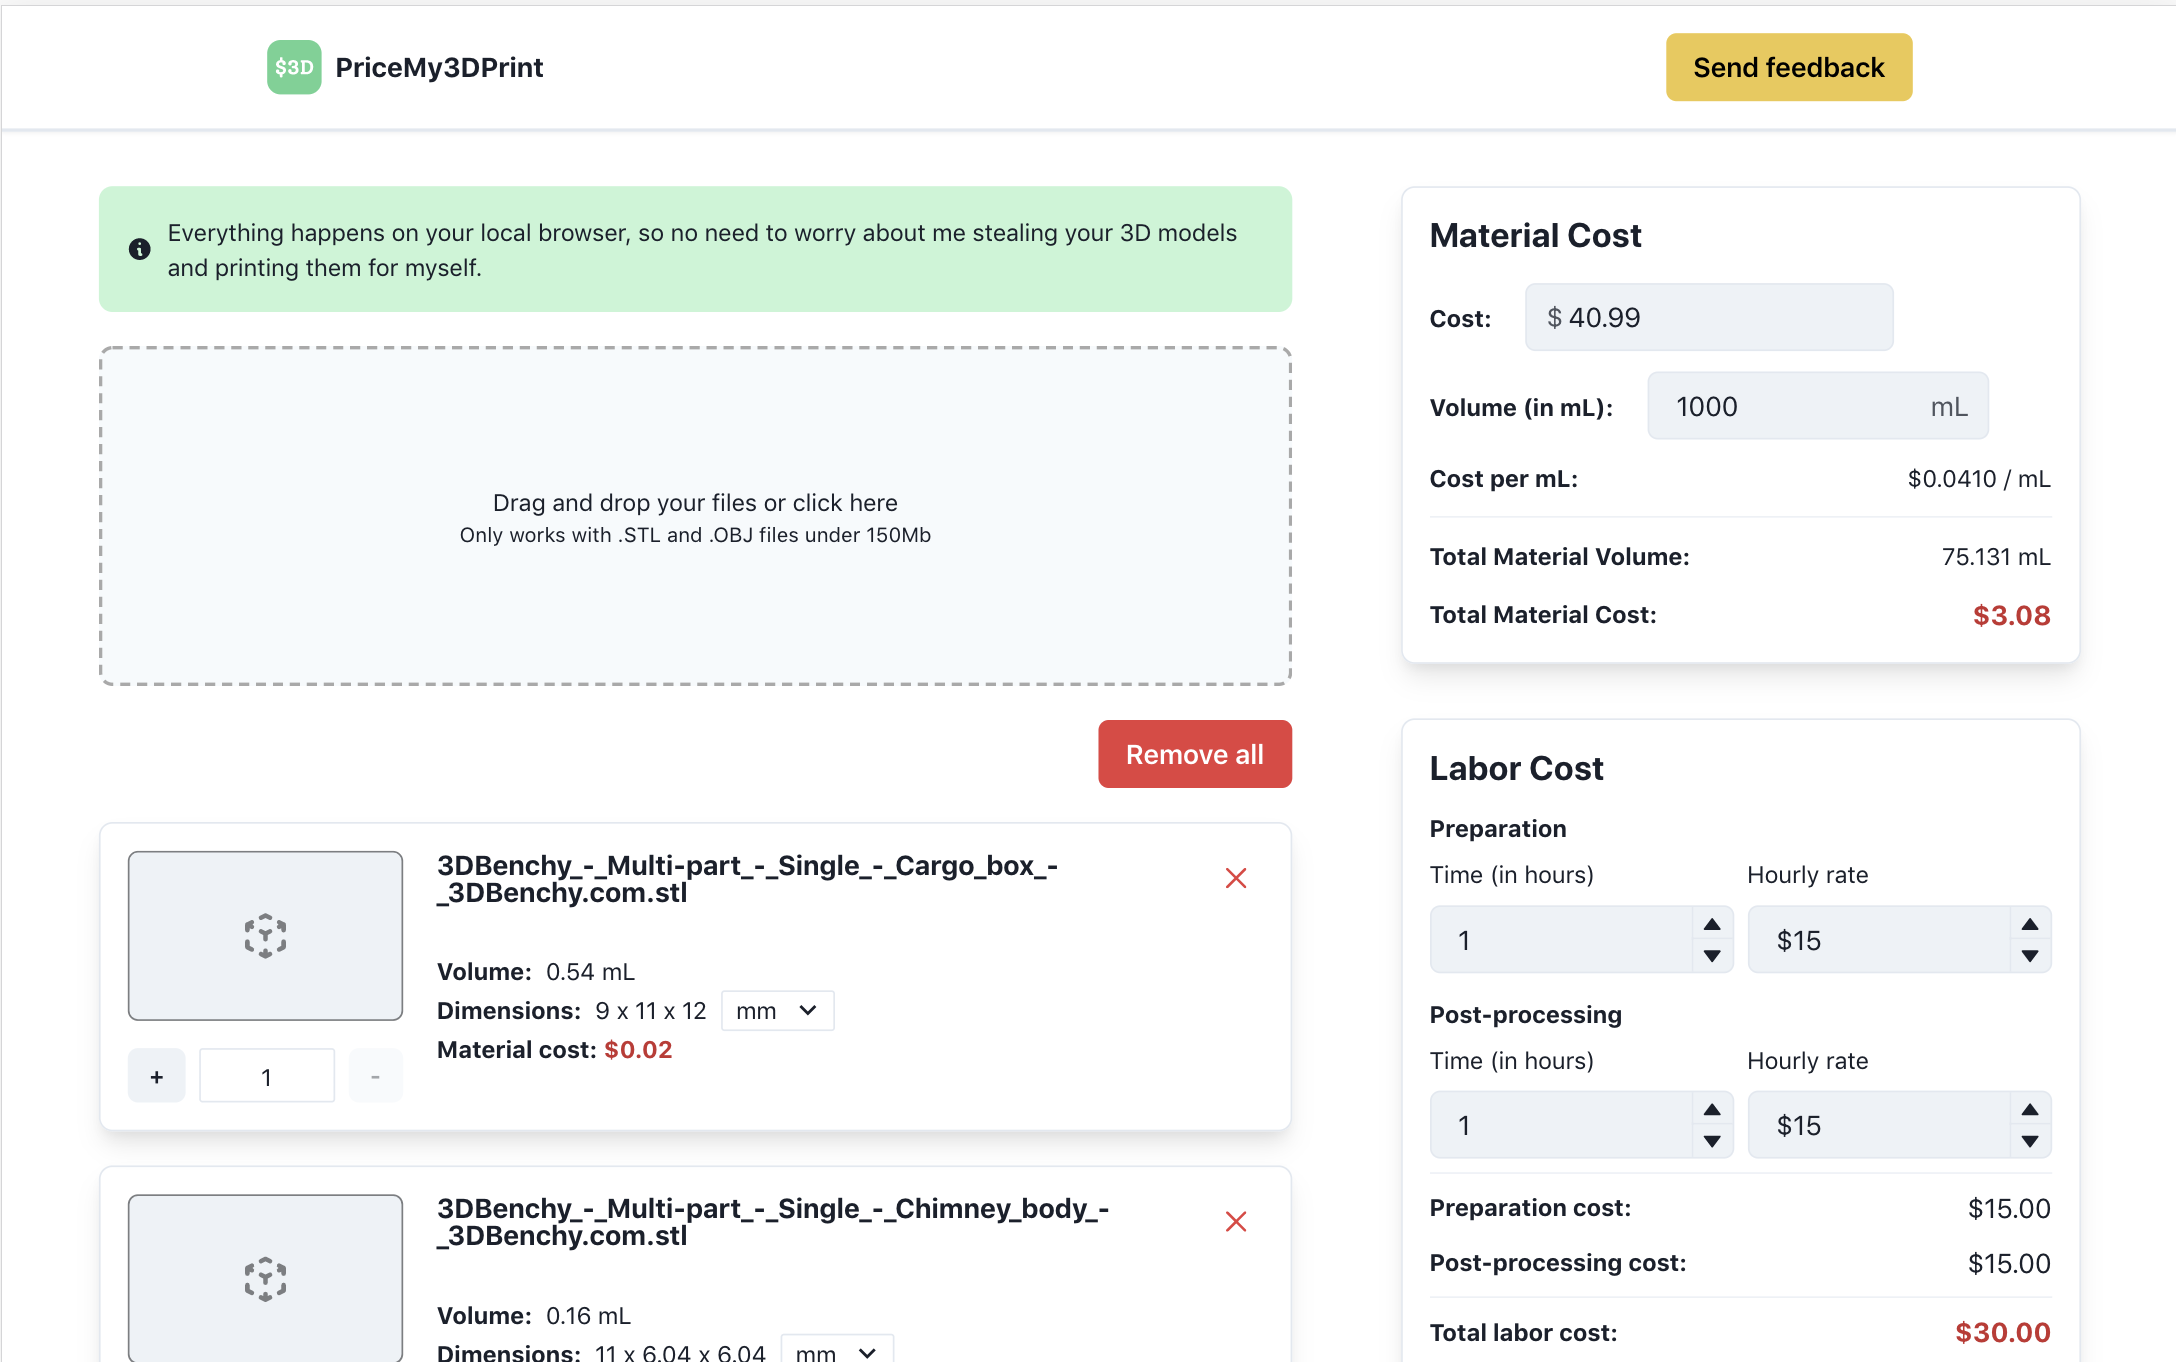 $3D PriceMy3DPrint
Send feedback
Everything happens on your local browser, so no need to worry about me stealing your 3D models
and printing them for myself.
Drag and drop your files or click here
Only works with .STL and .OBJ files under 150Mb
Remove all
3DBenchy_-_Multi-part_-_Single_-_Cargo_box_-
_3DBenchy.com.stl
Volume: 0.54 mL
Dimensions: 9 x 11 x 12 mm
Material cost: $0.02
+ 1 -
3DBenchy_-_Multi-part_-_Single_-_Chimney_body_-
_3DBenchy.com.stl
Volume: 0.16 mL
Dimensions: 11 x 6.04 x 6.04 mm
Material Cost
Cost: $ 40.99
Volume (in mL): 1000 mL
Cost per mL: $0.0410 / mL
Total Material Volume: 75.131 mL
Total Material Cost: $3.08
Labor Cost
Preparation
Time (in hours) Hourly rate
1 $15
Post-processing
Time (in hours) Hourly rate
1 $15
Preparation cost: $15.00
Post-processing cost: $15.00
Total labor cost: $30.00